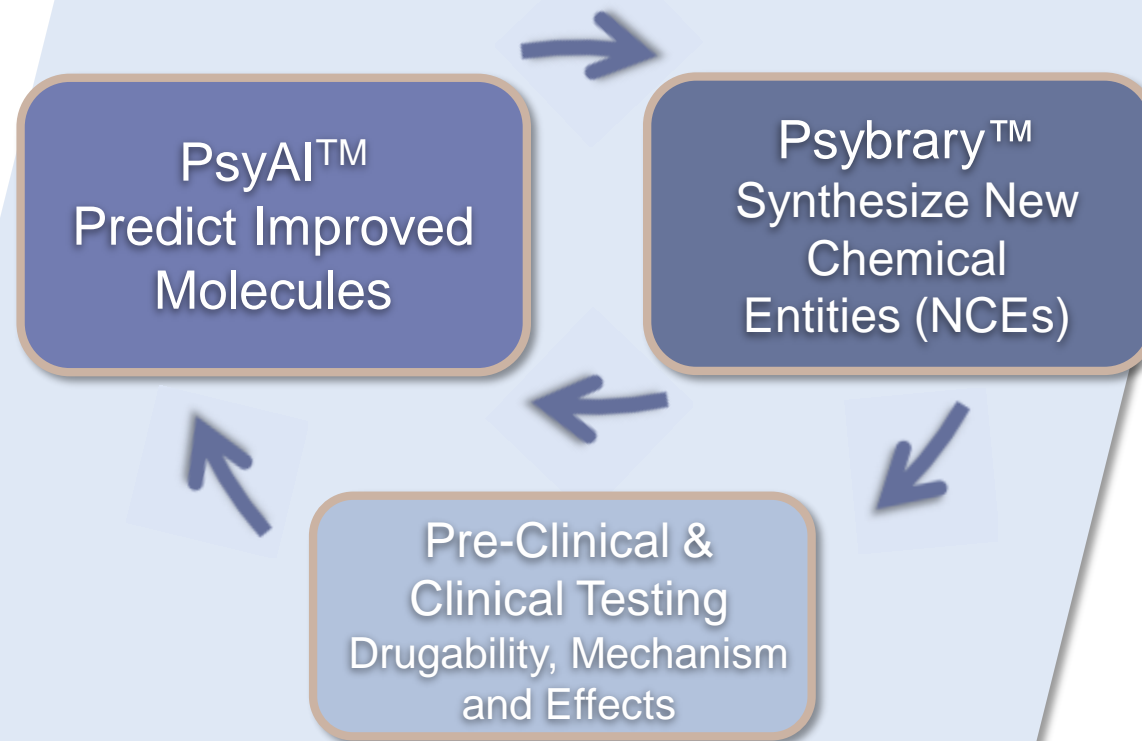 PsyAI™
Predict Improved
Molecules
Psybrary™
Synthesize New
Chemical
Entities (NCEs)
Pre-Clinical &
Clinical Testing
Drugability, Mechanism
and Effects